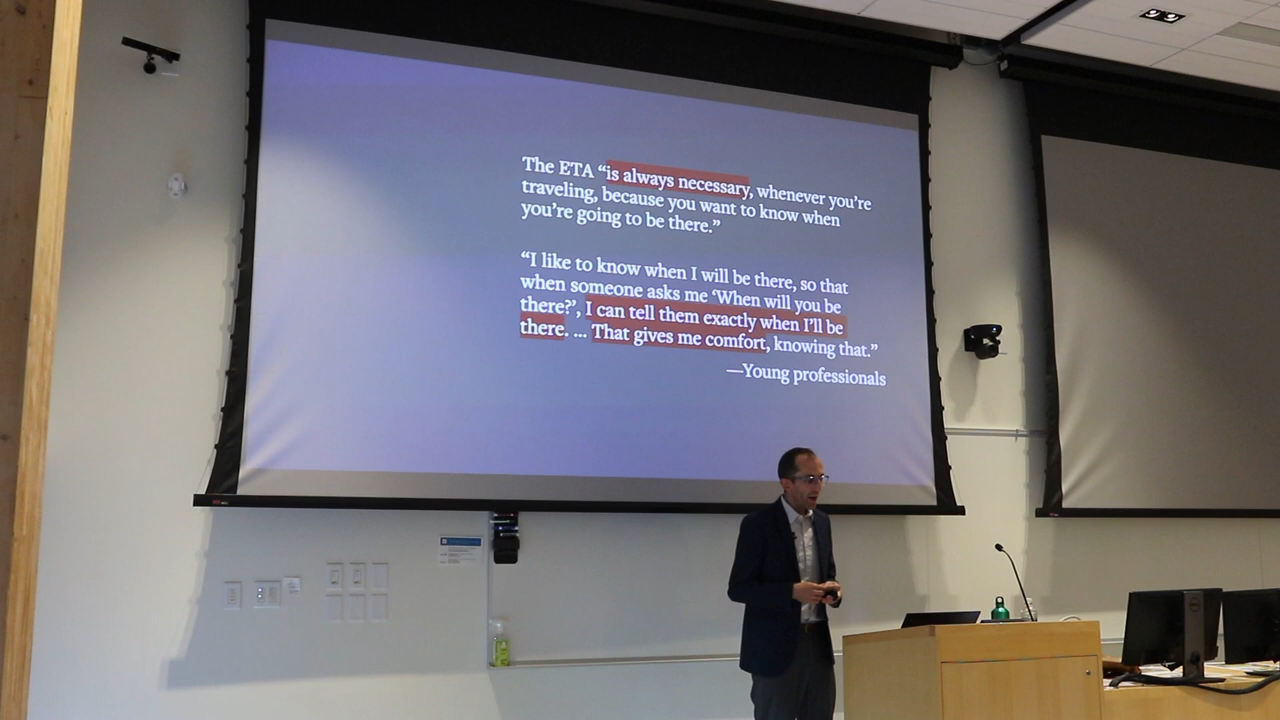 The ETA “is always necessary, whenever you’re
traveling, because you want to know when
you’re going to be there.”
“I like to know when I will be there, so that
when someone asks me ‘When will you be
there?’, I can tell them exactly when I’ll be
there. ... That gives me comfort, knowing that.”
—Young professionals